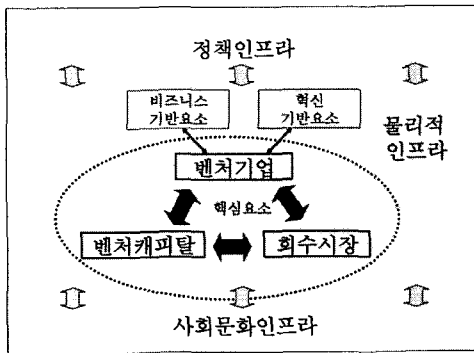 정책인프라
비즈니스
기반요소
혁신
기반요소
물리적
인프라
벤처기업
핵심요소
벤처캐피탈
회수시장
사회문화인프라